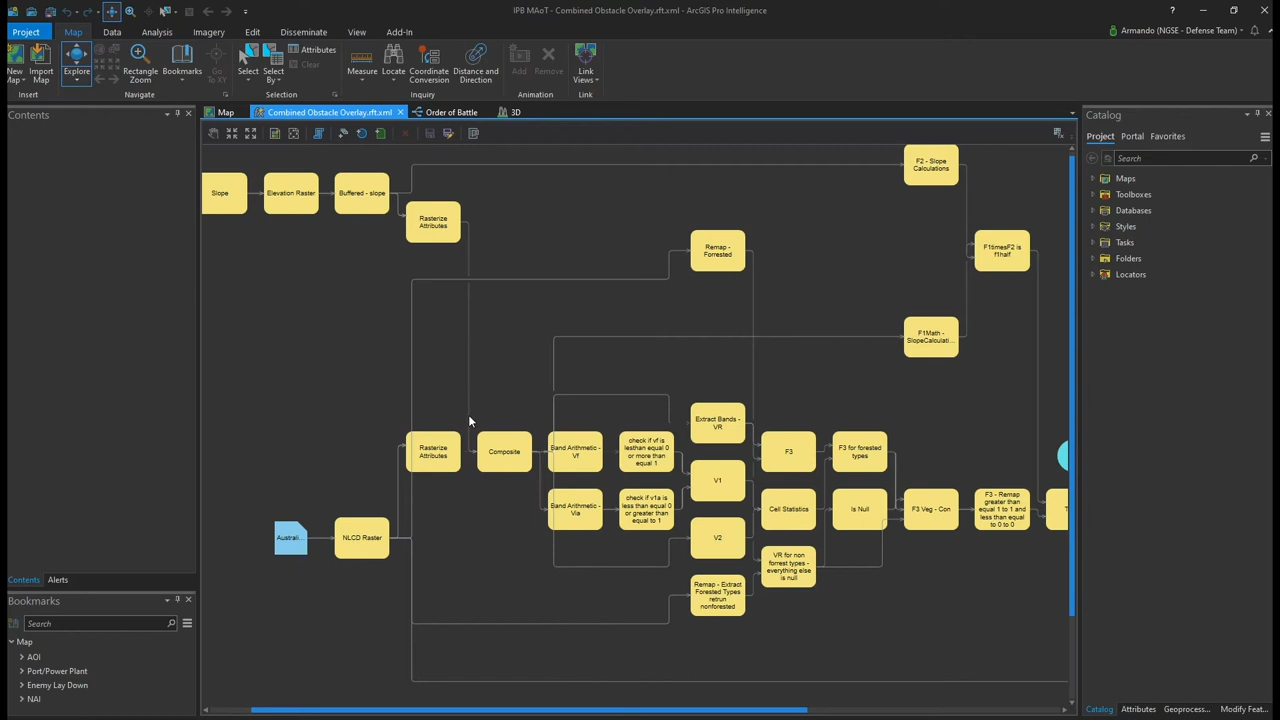 IPB MAoT - Combined Obstacle Overlay.rft.xml - ArcGIS Pro Intelligence
Project
Map
Data
Analysis
Imagery
Edit
Disseminate
View
Add-In
Armando (NGSE - Defense Team)
New
Map
Import
Map
Explore
Rectangle
Zoom
Bookmarks
Go
To XY
Select
Select
By
Attributes
Clear
Measure
Locate
Coordinate
Conversion
Distance and
Direction
Add
Remove
Link
Views
Insert
Navigate
Selection
Inquiry
Animation
Link
Contents
Map
Combined Obstacle Overlay.rft.xml
Order of Battle
3D
Catalog
Project
Portal
Favorites
Search
Maps
Toolboxes
Databases
Styles
Tasks
Folders
Locators
Slope
Elevation Raster
Buffered - slope
Rasterize
Attributes
F2 - Slope
Calculations
Remap -
Forrested
F1timesF2 is
f1half
F1Math -
SlopeCalculati...
Rasterize
Attributes
Composite
Band Arithmetic -
Vf
check if vf is
lessthan equal 0
or more than
equal 1
Extract Bands -
VR
F3
F3 for forested
types
Band Arithmetic -
VIa
check if v1a is
less than equal 0
or greater than
equal to 1
V1
Cell Statistics
Is Null
F3 Veg - Con
F3 - Remap
greater than
equal 1 to 1 and
less than equal
to 0 to 0
T
Australi...
NLCD Raster
V2
VR for non
forrest types -
everything else
is null
Remap - Extract
Forested Types
retrun
nonforested
Contents
Alerts
Bookmarks
Search
Map
AOI
Port/Power Plant
Enemy Lay Down
NAI
Catalog
Attributes
Geoprocess...
Modify Feat...